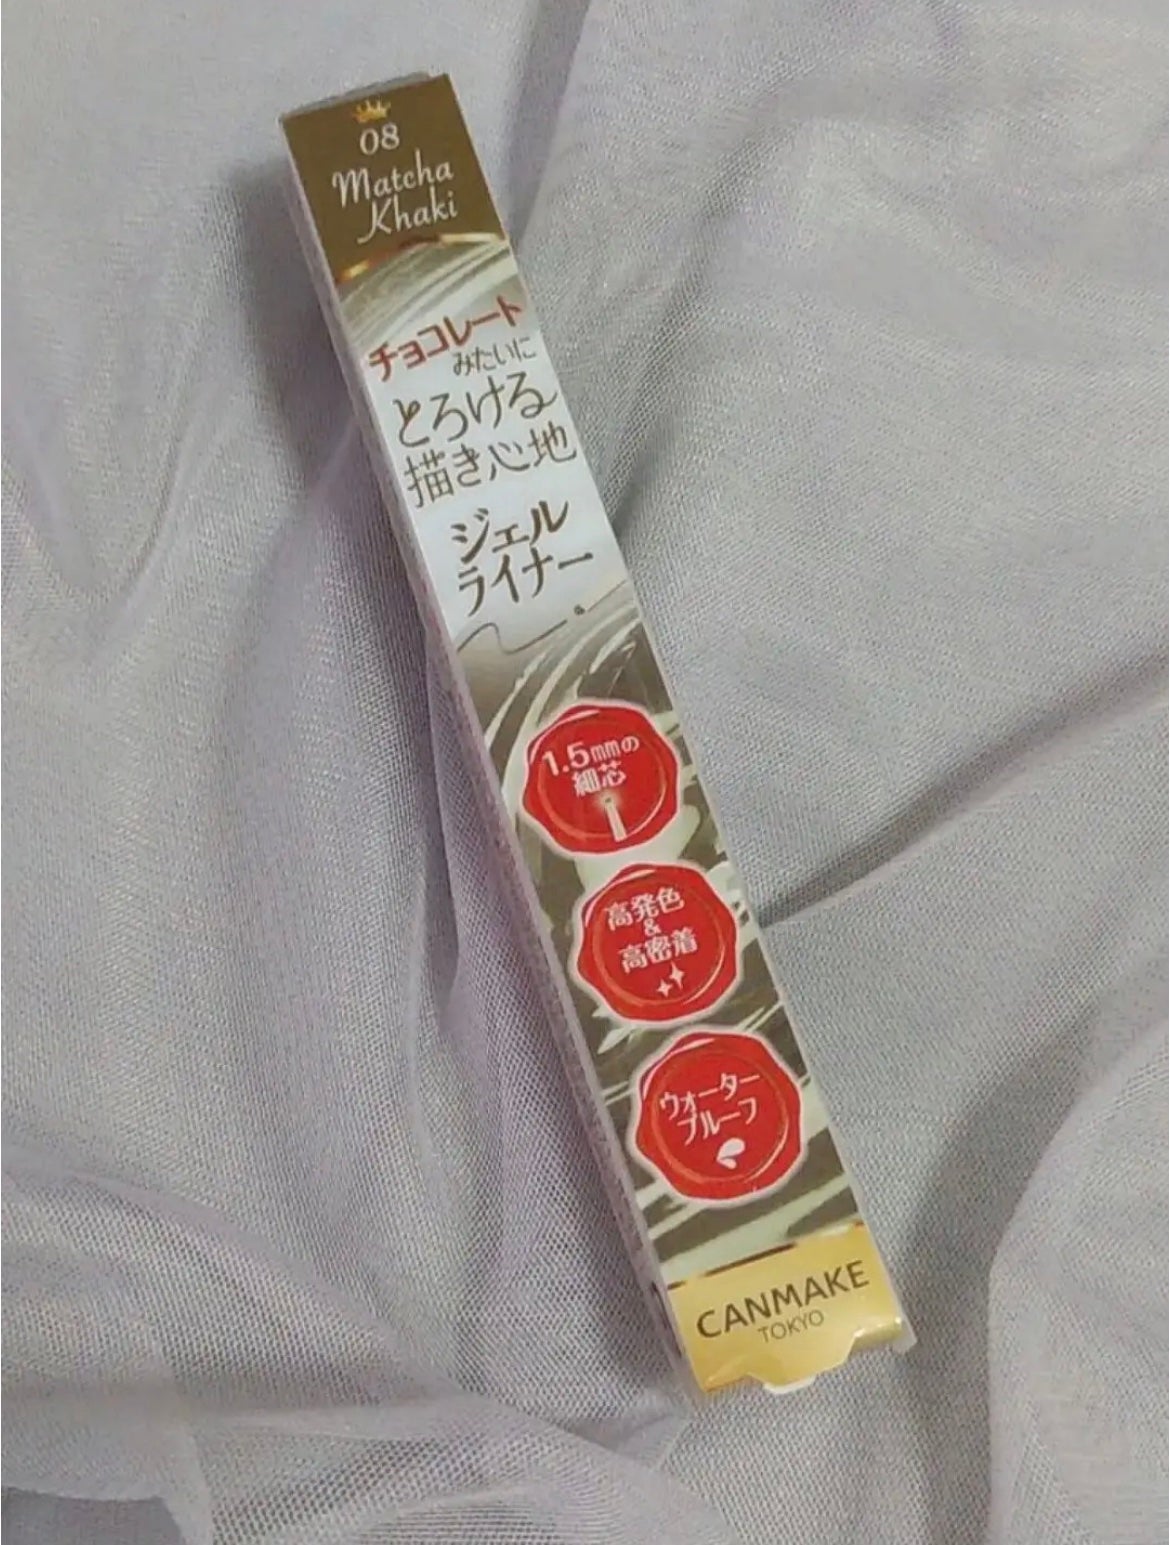 08
Matcha
Khaki
チョコレート
みたいに
とろける
描き心地
ジェル
ライナー
1.5mmの
細芯
高発色
&
高密着
ウォーター
プルーフ
CANMAKE
TOKYO